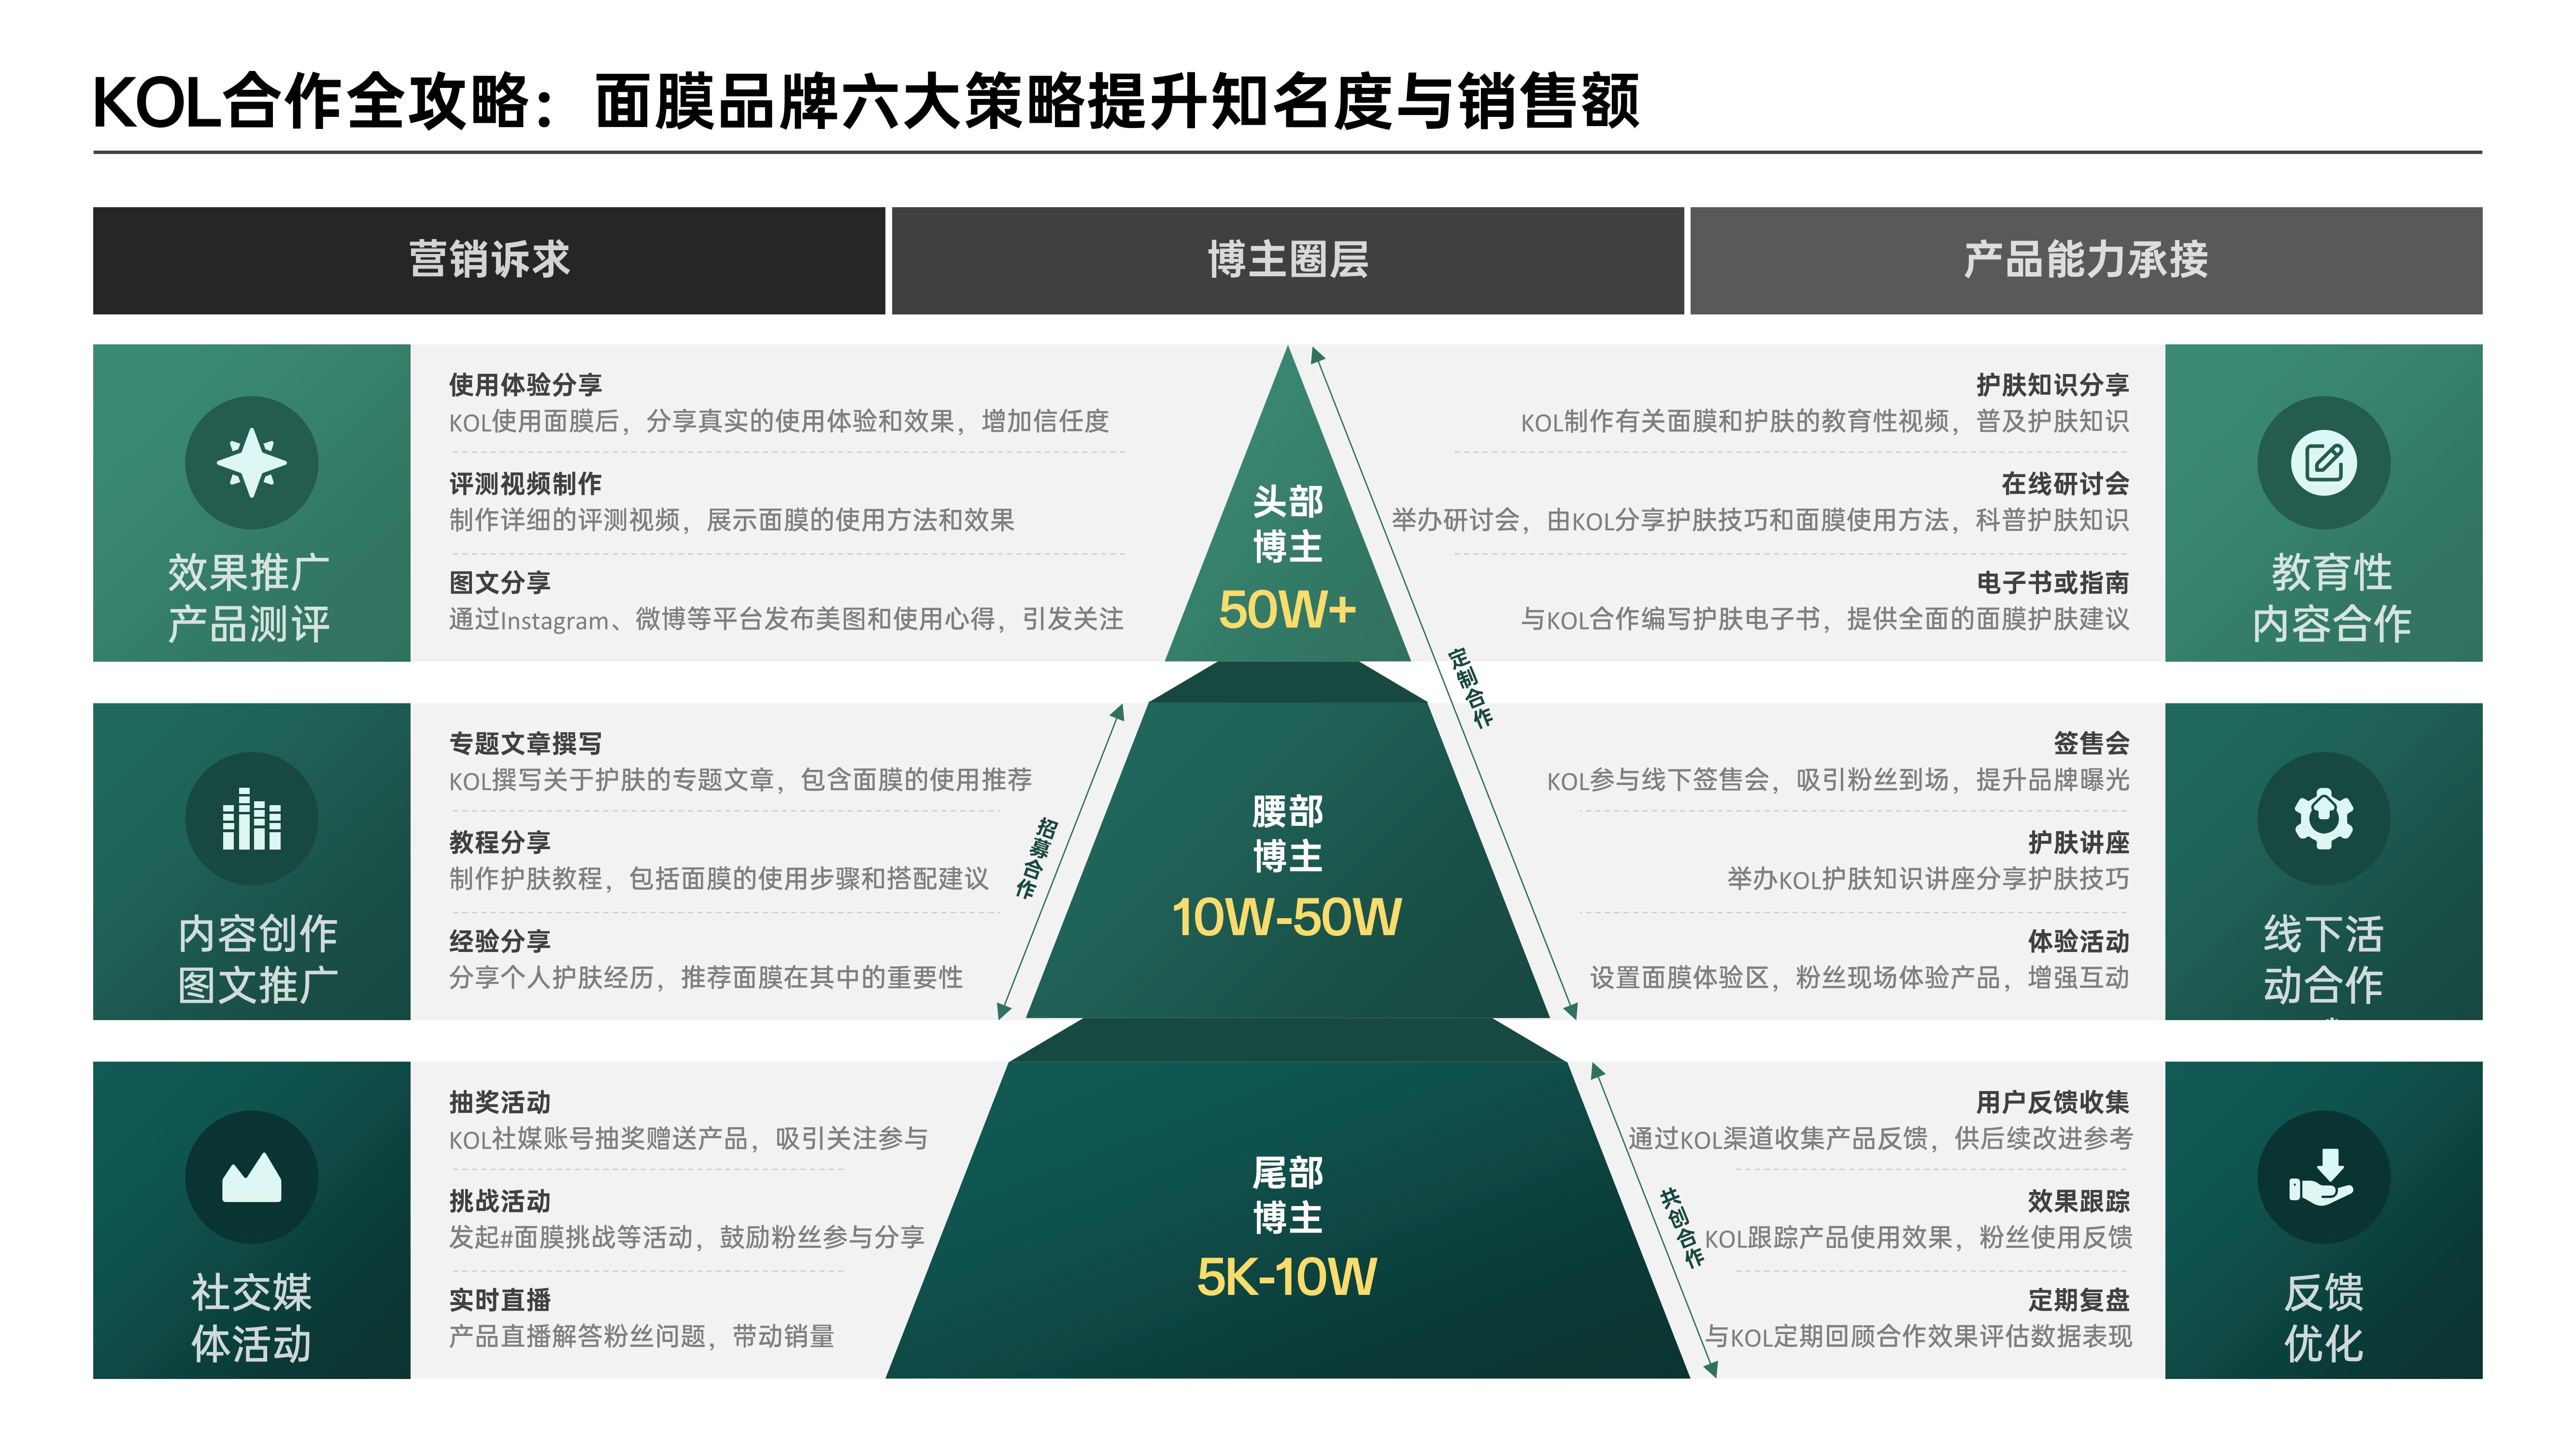 KOL合作全攻略：面膜品牌六大策略提升知名度与销售额
营销诉求
博主圈层
产品能力承接
效果推广
产品测评
使用体验分享
KOL使用面膜后，分享真实的使用体验和效果，增加信任度
评测视频制作
制作详细的评测视频，展示面膜的使用方法和效果
图文分享
通过Instagram、微博等平台发布美图和使用心得，引发关注
头部
博主
50W+
定制合作
护肤知识分享
KOL制作有关面膜和护肤的教育性视频，普及护肤知识
在线研讨会
举办研讨会，由KOL分享护肤技巧和面膜使用方法，科普护肤知识
电子书或指南
与KOL合作编写护肤电子书，提供全面的面膜护肤建议
教育性
内容合作
内容创作
图文推广
专题文章撰写
KOL撰写关于护肤的专题文章，包含面膜的使用推荐
教程分享
制作护肤教程，包括面膜的使用步骤和搭配建议
经验分享
分享个人护肤经历，推荐面膜在其中的重要性
招募合作
腰部
博主
10W-50W
签售会
KOL参与线下签售会，吸引粉丝到场，提升品牌曝光
护肤讲座
举办KOL护肤知识讲座分享护肤技巧
体验活动
设置面膜体验区，粉丝现场体验产品，增强互动
线下活
动合作
社交媒
体活动
抽奖活动
KOL社媒账号抽奖赠送产品，吸引关注参与
挑战活动
发起#面膜挑战等活动，鼓励粉丝参与分享
实时直播
产品直播解答粉丝问题，带动销量
尾部
博主
5K-10W
共创合作
用户反馈收集
通过KOL渠道收集产品反馈，供后续改进参考
效果跟踪
KOL跟踪产品使用效果，粉丝使用反馈
定期复盘
与KOL定期回顾合作效果评估数据表现
反馈
优化